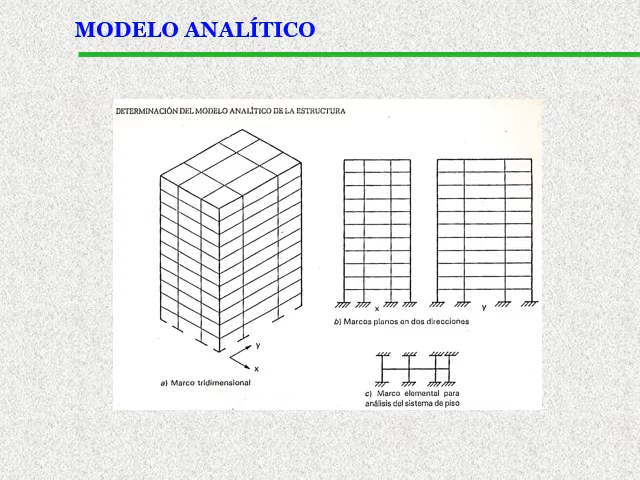 MODELO ANALÍTICO
DETERMINACIÓN DEL MODELO ANALÍTICO DE LA ESTRUCTURA
x
y
b) Marcos planos en dos direcciones
y
x
a) Marco tridimensional
c) Marco elemental para
análisis del sistema de piso